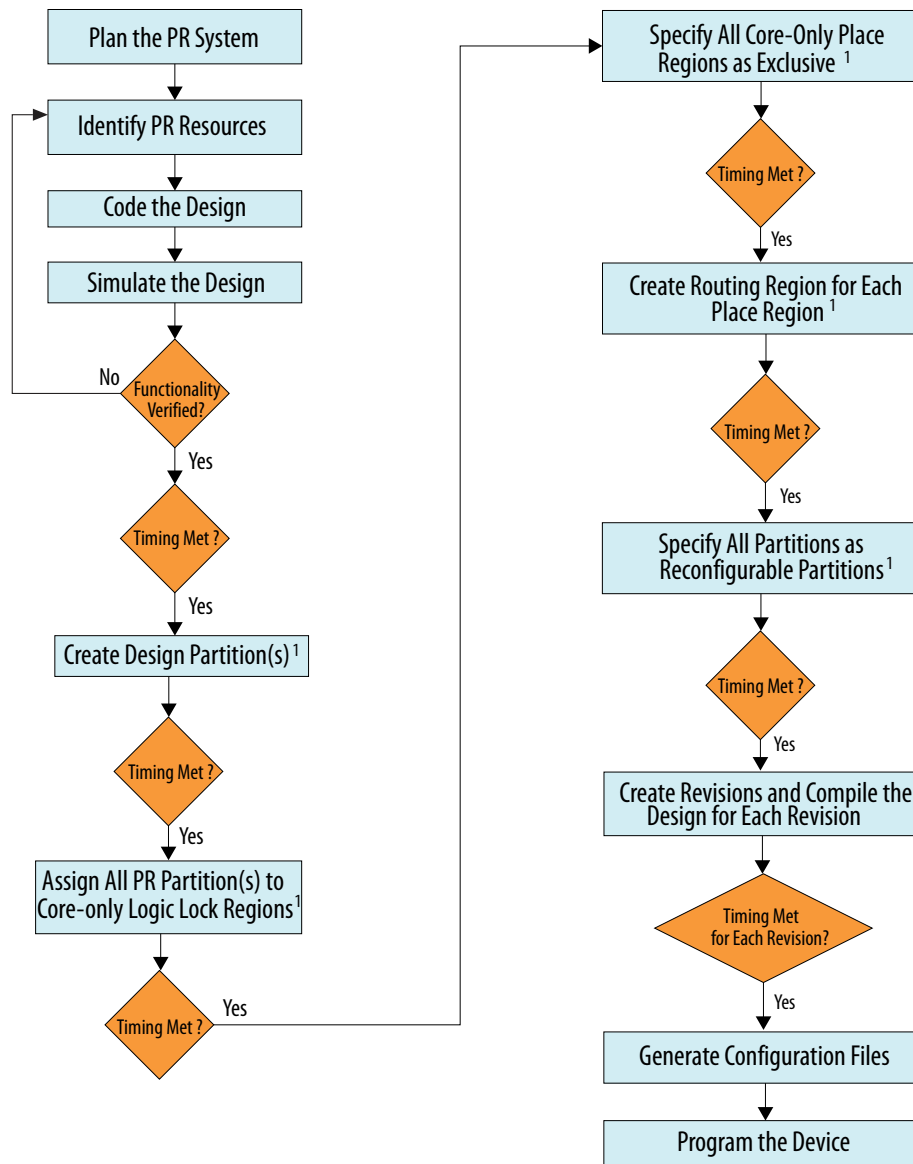 Plan the PR System
Identify PR Resources
Code the Design
Simulate the Design
No
Functionality
Verified?
Yes
Timing Met ?
Yes
Create Design Partition(s) 1
Timing Met ?
Yes
Assign All PR Partition(s) to
Core-only Logic Lock Regions 1
Timing Met ?
Yes
Specify All Core-Only Place
Regions as Exclusive 1
Timing Met ?
Yes
Create Routing Region for Each
Place Region 1
Timing Met ?
Yes
Specify All Partitions as
Reconfigurable Partitions 1
Timing Met ?
Yes
Create Revisions and Compile the
Design for Each Revision
Timing Met
for Each Revision?
Yes
Generate Configuration Files
Program the Device